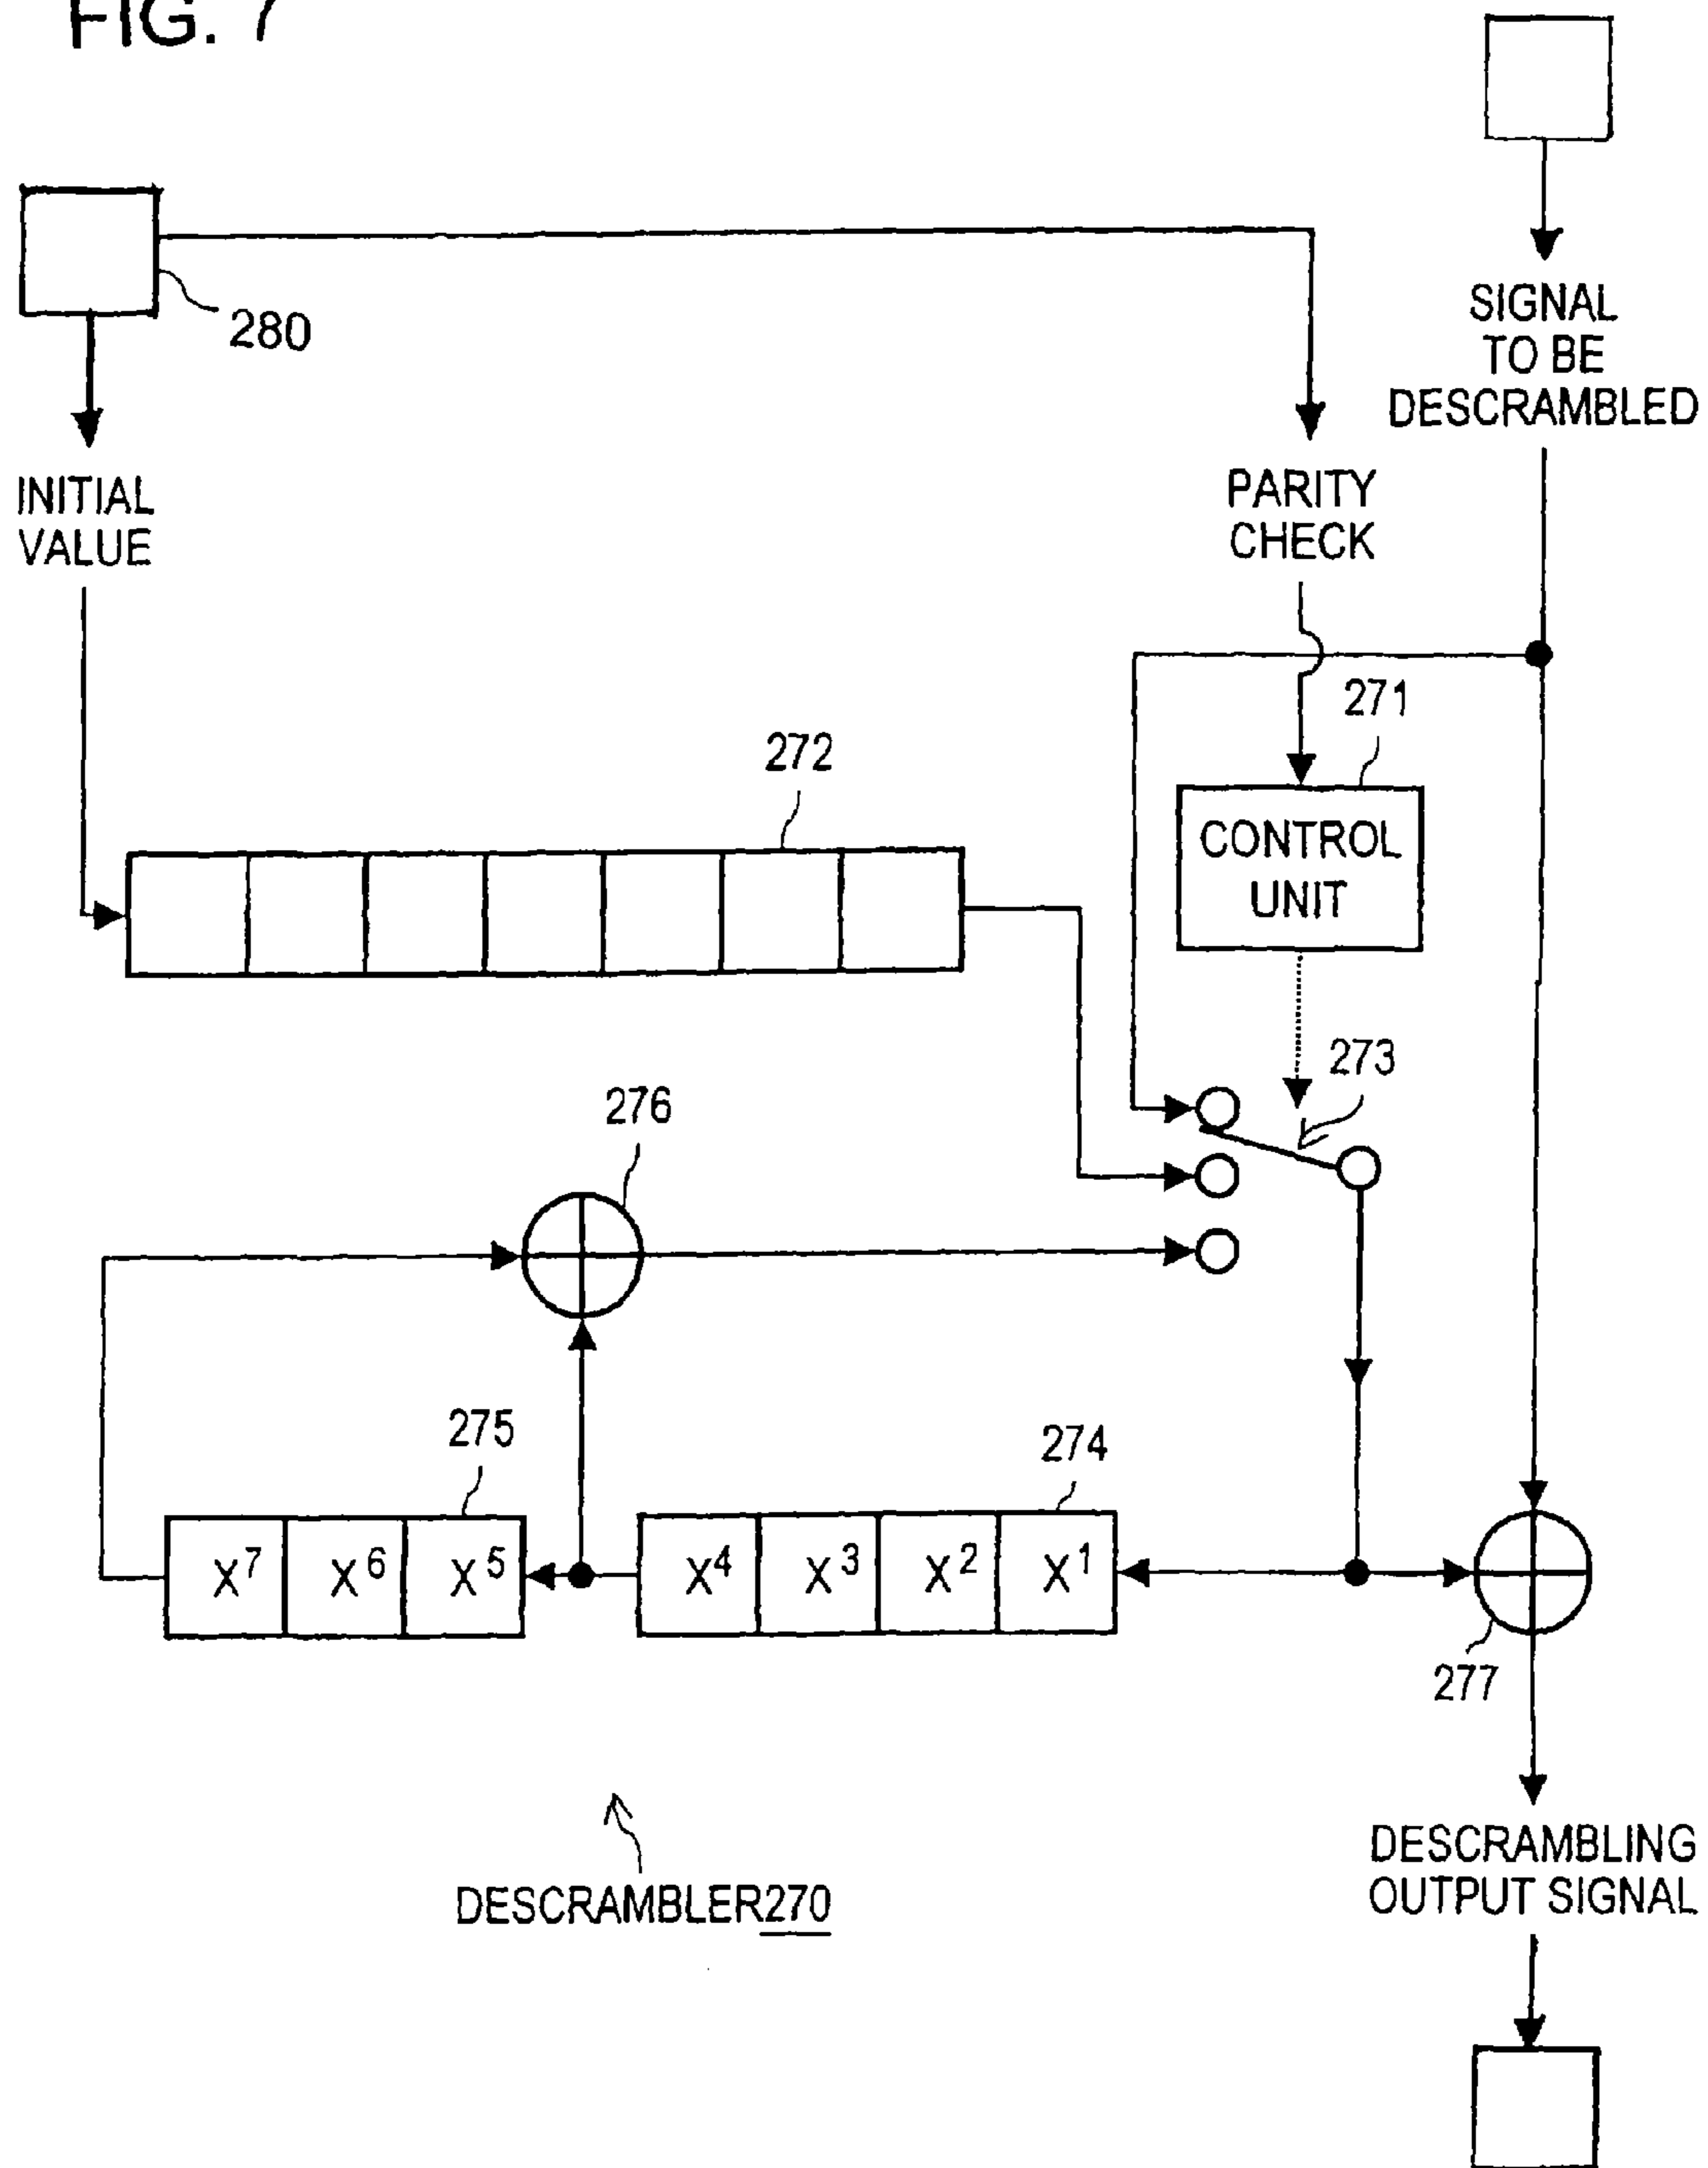 FIG. 7
280
SIGNAL
TO BE
DESCRAMBLED
INITIAL
VALUE
PARITY
CHECK
271
272
CONTROL
UNIT
273
276
275
274
X⁷ X⁶ X⁵ X⁴ X³ X² X¹
277
DESCRAMBLING
OUTPUT SIGNAL
DESCRAMBLER270